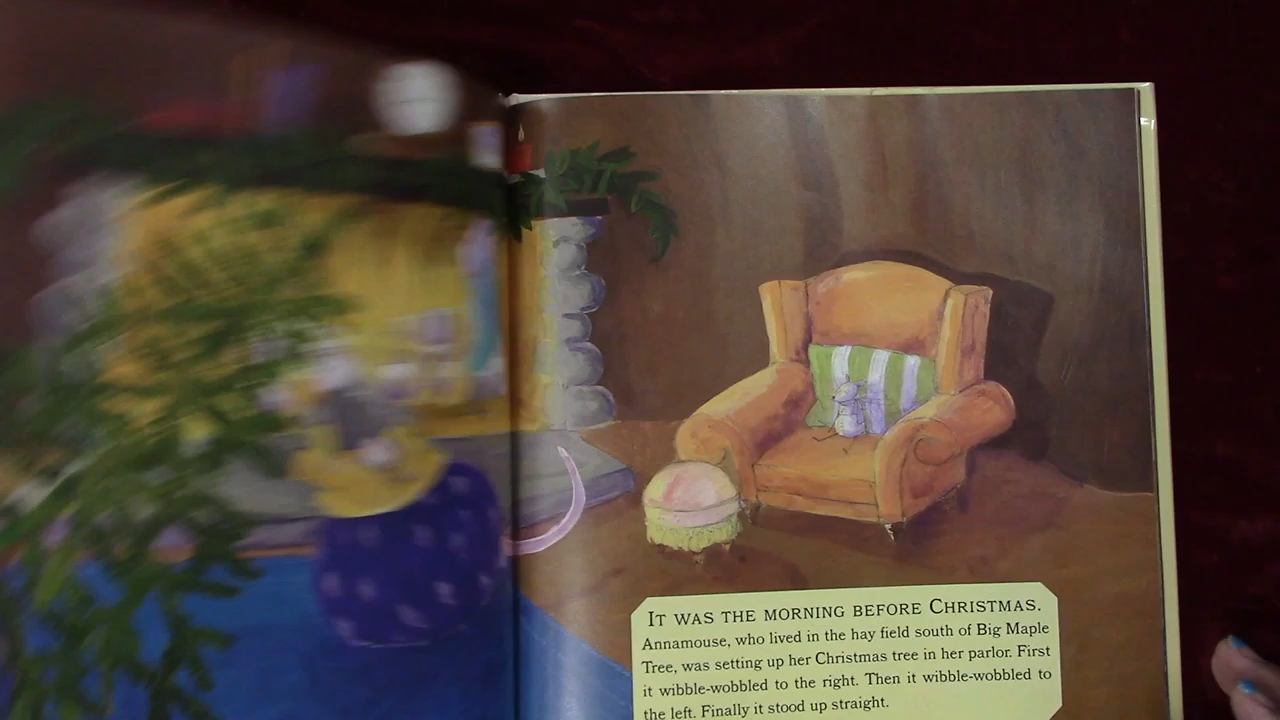 IT WAS THE MORNING BEFORE CHRISTMAS.
Annamouse, who lived in the hay field south of Big Maple
Tree, was setting up her Christmas tree in her parlor. First
it wibble-wobbled to the right. Then it wibble-wobbled to
the left. Finally it stood up straight.